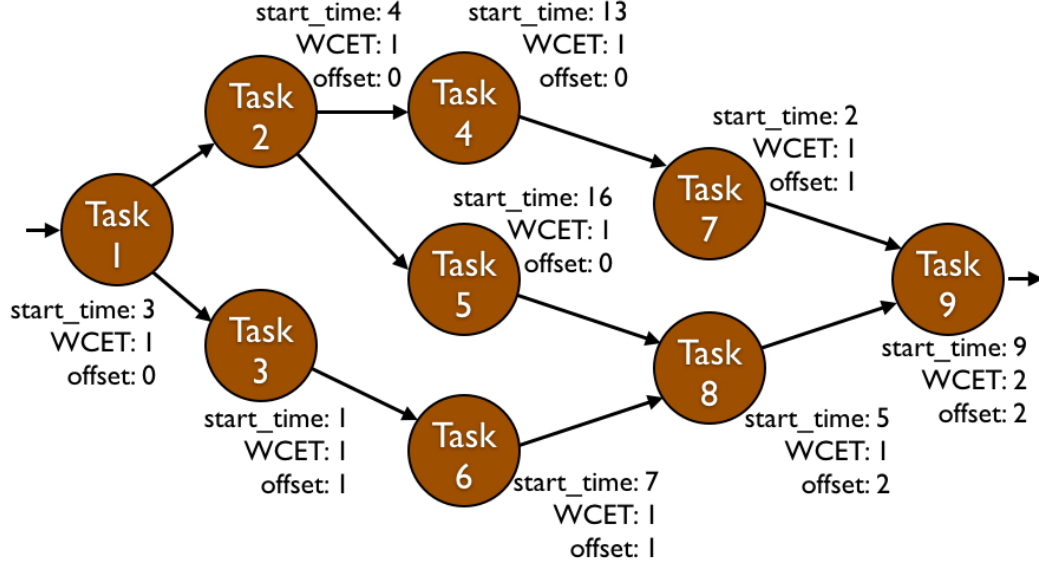 start_time: 4
WCET: 1
offset: 0
start_time: 13
WCET: 1
offset: 0
Task
2
Task
4
start_time: 2
WCET: 1
offset: 1
Task
7
Task
1
start_time: 3
WCET: 1
offset: 0
start_time: 16
WCET: 1
offset: 0
Task
5
Task
9
start_time: 9
WCET: 2
offset: 2
Task
3
start_time: 1
WCET: 1
offset: 1
Task
8
start_time: 5
WCET: 1
offset: 2
Task
6
start_time: 7
WCET: 1
offset: 1